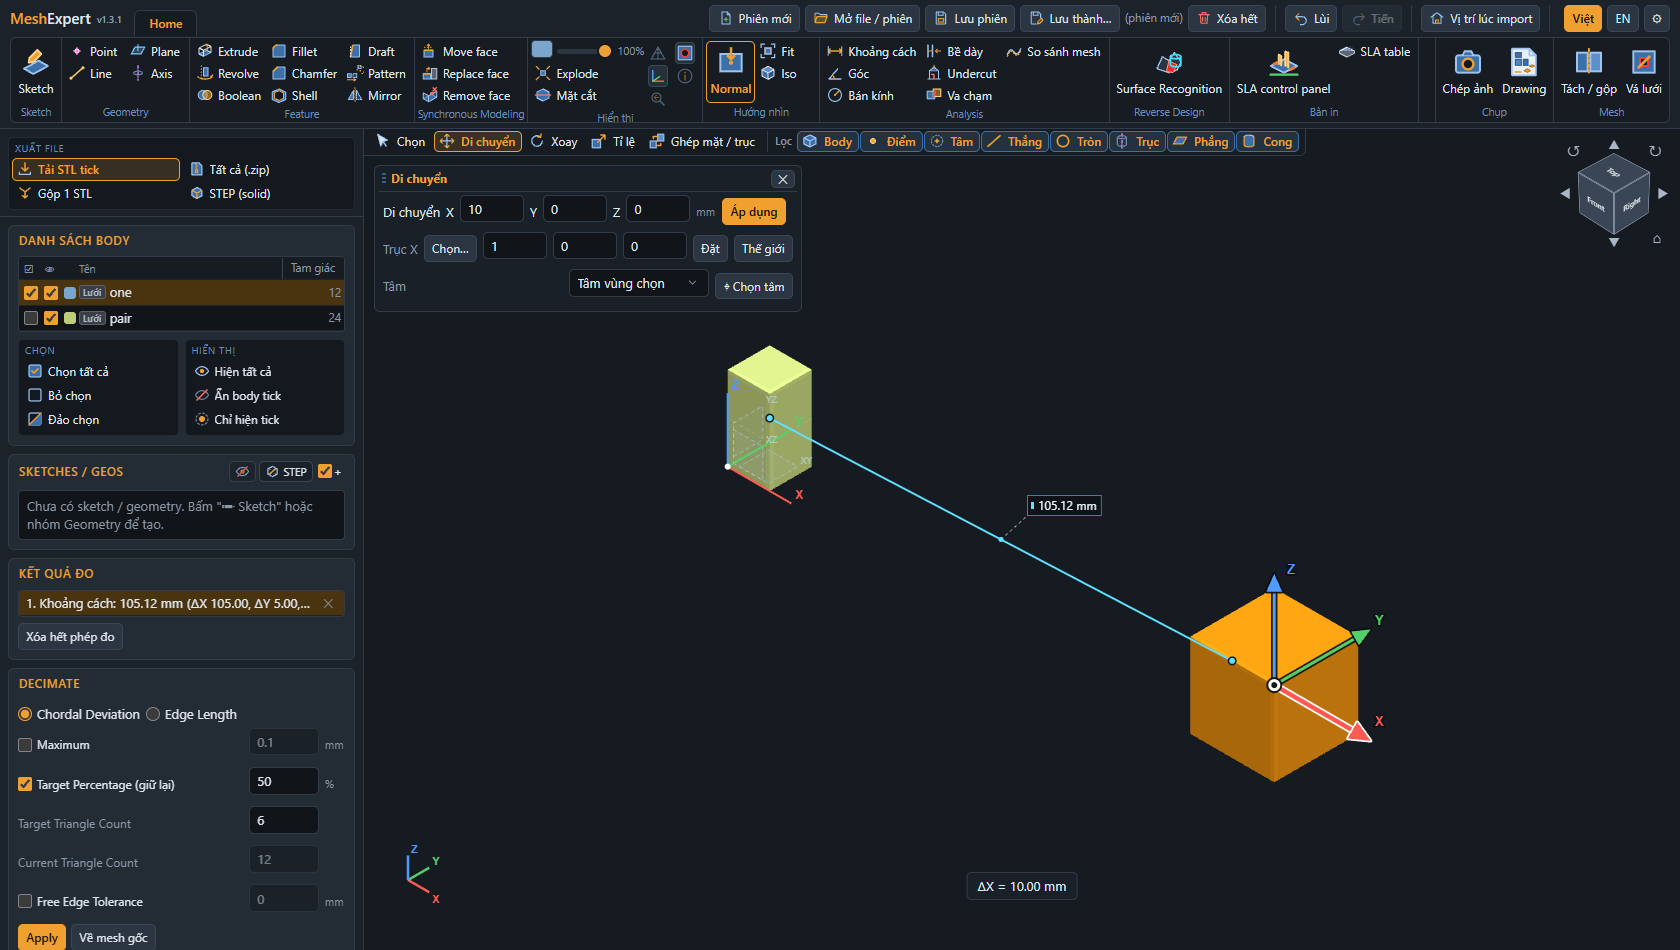 MeshExpert v1.3.1
Home
Phiên mới
Mở file / phiên
Lưu phiên
Lưu thành...
(phiên mới)
Xóa hết
Lùi
Tiến
Vị trí lúc import
Việt
EN
Sketch
Sketch
Point
Line
Plane
Axis
Geometry
Extrude
Revolve
Boolean
Fillet
Chamfer
Shell
Draft
Pattern
Mirror
Feature
Move face
Replace face
Remove face
Synchronous Modeling
100%
Explode
Mặt cắt
Hiển thị
Normal
Fit
Iso
Hướng nhìn
Khoảng cách
Góc
Bán kính
Bề dày
Undercut
Va chạm
So sánh mesh
Analysis
Surface Recognition
Reverse Design
SLA control panel
SLA table
Bàn in
Chép ảnh
Drawing
Chụp
Tách / gộp
Vá lưới
Mesh
XUẤT FILE
Tải STL tick
Tất cả (.zip)
Gộp 1 STL
STEP (solid)
Chọn
Di chuyển
Xoay
Tỉ lệ
Ghép mặt / trục
Lọc
Body
Điểm
Tâm
Thẳng
Tròn
Trục
Phẳng
Cong
DANH SÁCH BODY
Tên
Tam giác
Lưới one 12
Lưới pair 24
CHỌN
Chọn tất cả
Bỏ chọn
Đảo chọn
HIỂN THỊ
Hiện tất cả
Ẩn body tick
Chỉ hiện tick
SKETCHES / GEOS
STEP
+
Chưa có sketch / geometry. Bấm "✏ Sketch" hoặc
nhóm Geometry để tạo.
KẾT QUẢ ĐO
1. Khoảng cách: 105.12 mm (ΔX 105.00, ΔY 5.00,...
Xóa hết phép đo
DECIMATE
Chordal Deviation
Edge Length
Maximum 0.1 mm
Target Percentage (giữ lại) 50 %
Target Triangle Count 6
Current Triangle Count 12
Free Edge Tolerance 0 mm
Apply
Về mesh gốc
Di chuyển
Di chuyển X 10 Y 0 Z 0 mm Áp dụng
Trục X Chọn... 1 0 0 Đặt Thế giới
Tâm Tâm vùng chọn ⌖ Chọn tâm
Top
Front
Right
Z
YZ
Y
XZ
XY
X
105.12 mm
Z
Y
X
Z
Y
X
ΔX = 10.00 mm